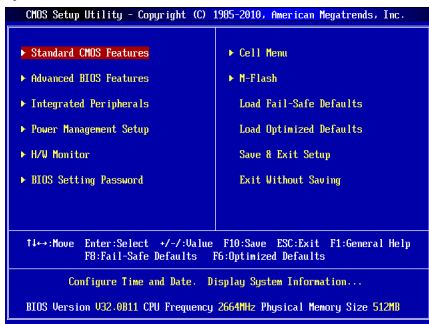 CMOS Setup Utility - Copyright (C) 1985-2010, American Megatrends, Inc.
▶ Standard CMOS Features
▶ Advanced BIOS Features
▶ Integrated Peripherals
▶ Power Management Setup
▶ H/W Monitor
▶ BIOS Setting Password
▶ Cell Menu
▶ M-Flash
Load Fail-Safe Defaults
Load Optimized Defaults
Save & Exit Setup
Exit Without Saving
↑↓←→:Move Enter:Select +/-/:Value F10:Save ESC:Exit F1:General Help
F8:Fail-Safe Defaults F6:Optimized Defaults
Configure Time and Date. Display System Information...
BIOS Version V32.0B11 CPU Frequency 2664MHz Physical Memory Size 512MB